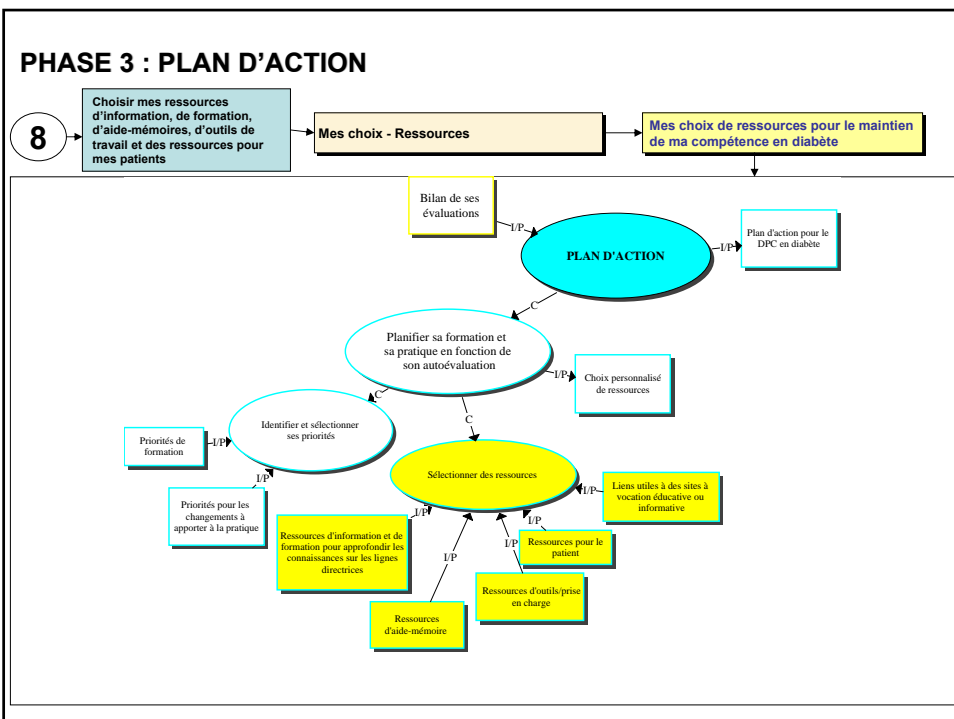 PHASE 3 : PLAN D'ACTION
8
Choisir mes ressources
d'information, de formation,
d'aide-mémoires, d'outils de
travail et des ressources pour
mes patients
Mes choix - Ressources
Mes choix de ressources pour le maintien
de ma compétence en diabète
Bilan de ses
évaluations
I/P
PLAN D'ACTION
I/P
Plan d'action pour le
DPC en diabète
C
Planifier sa formation et
sa pratique en fonction de
son autoévaluation
I/P
Choix personnalisé
de ressources
C
C
Identifier et sélectionner
ses priorités
Priorités de
formation
I/P
I/P
Priorités pour les
changements à
apporter à la pratique
Sélectionner des ressources
I/P
Liens utiles à des sites à
vocation éducative ou
informative
I/P
Ressources d'information et de
formation pour approfondir les
connaissances sur les lignes
directrices
I/P
Ressources pour le
patient
I/P
I/P
Ressources d'outils/prise
en charge
Ressources
d'aide-mémoire